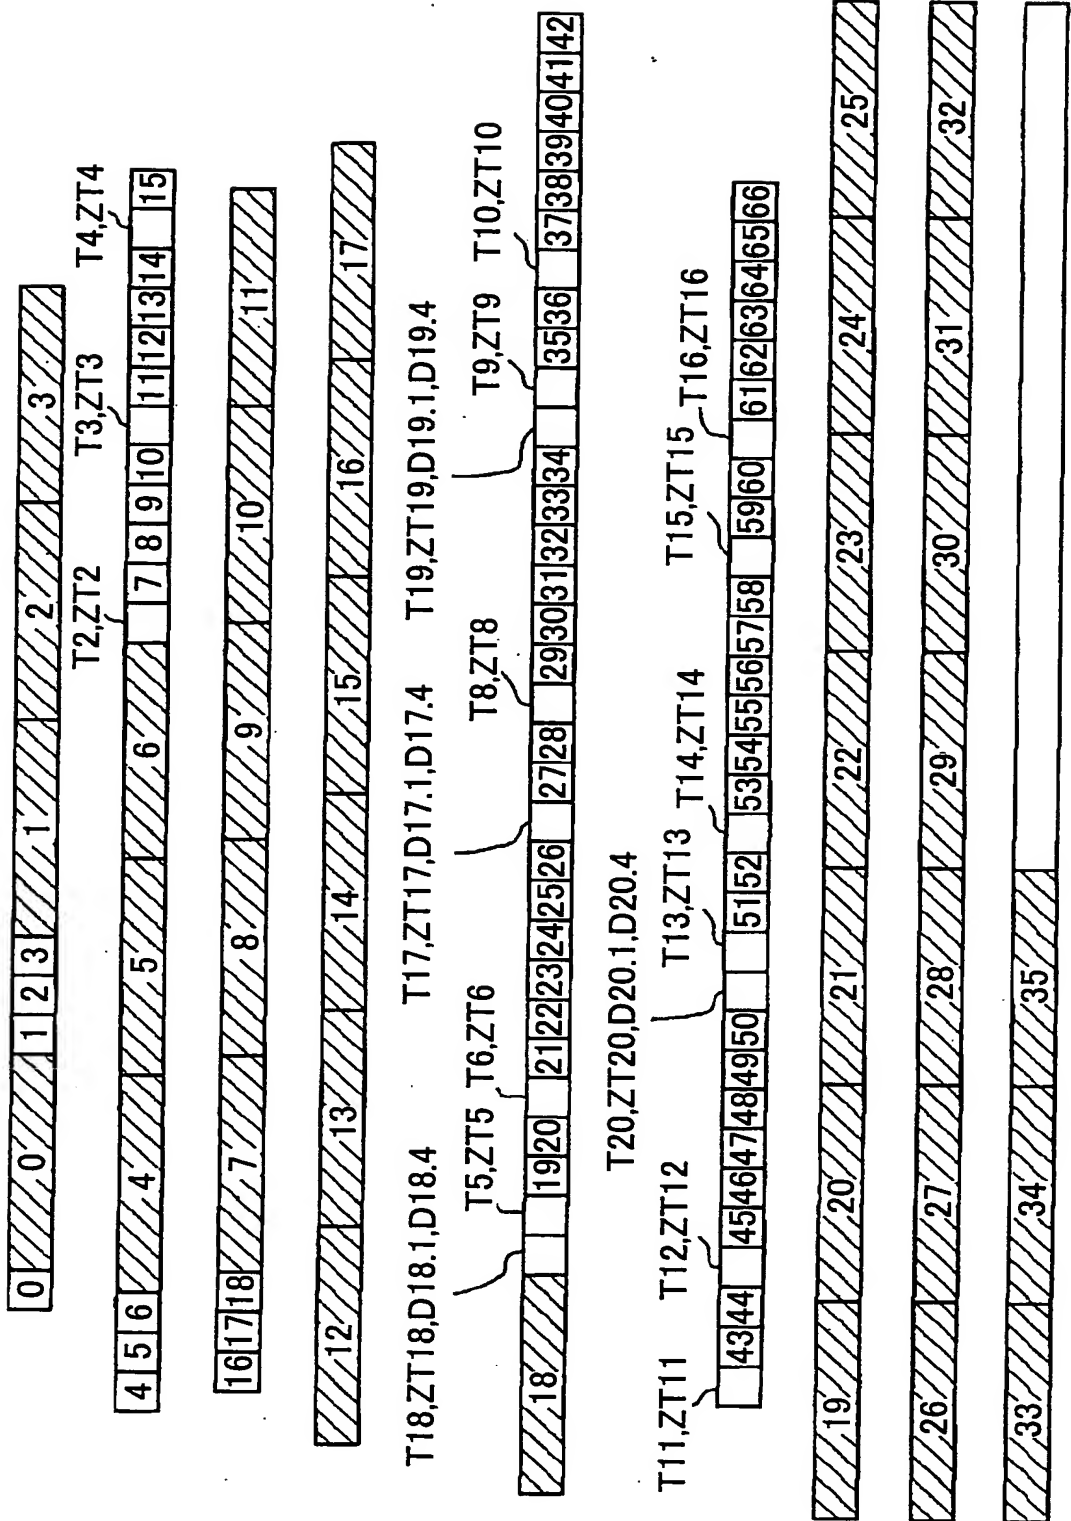 0 0 1 2 3 1 2 3
T2,ZT2 T3,ZT3 T4,ZT4
4 5 6 4 5 6 7 8 9 10 11 12 13 14 15
16 17 18 7 8 9 10 11
12 13 14 15 16 17
T18,ZT18,D18.1,D18.4 T17,ZT17,D17.1,D17.4 T19,ZT19,D19.1,D19.4
T5,ZT5 T6,ZT6 T8,ZT8 T9,ZT9 T10,ZT10
18 19 20 21 22 23 24 25 26 27 28 29 30 31 32 33 34 35 36 37 38 39 40 41 42
T20,ZT20,D20.1,D20.4
T11,ZT11 T12,ZT12 T13,ZT13 T14,ZT14 T15,ZT15 T16,ZT16
43 44 45 46 47 48 49 50 51 52 53 54 55 56 57 58 59 60 61 62 63 64 65 66
19 20 21 22 23 24 25
26 27 28 29 30 31 32
33 34 35